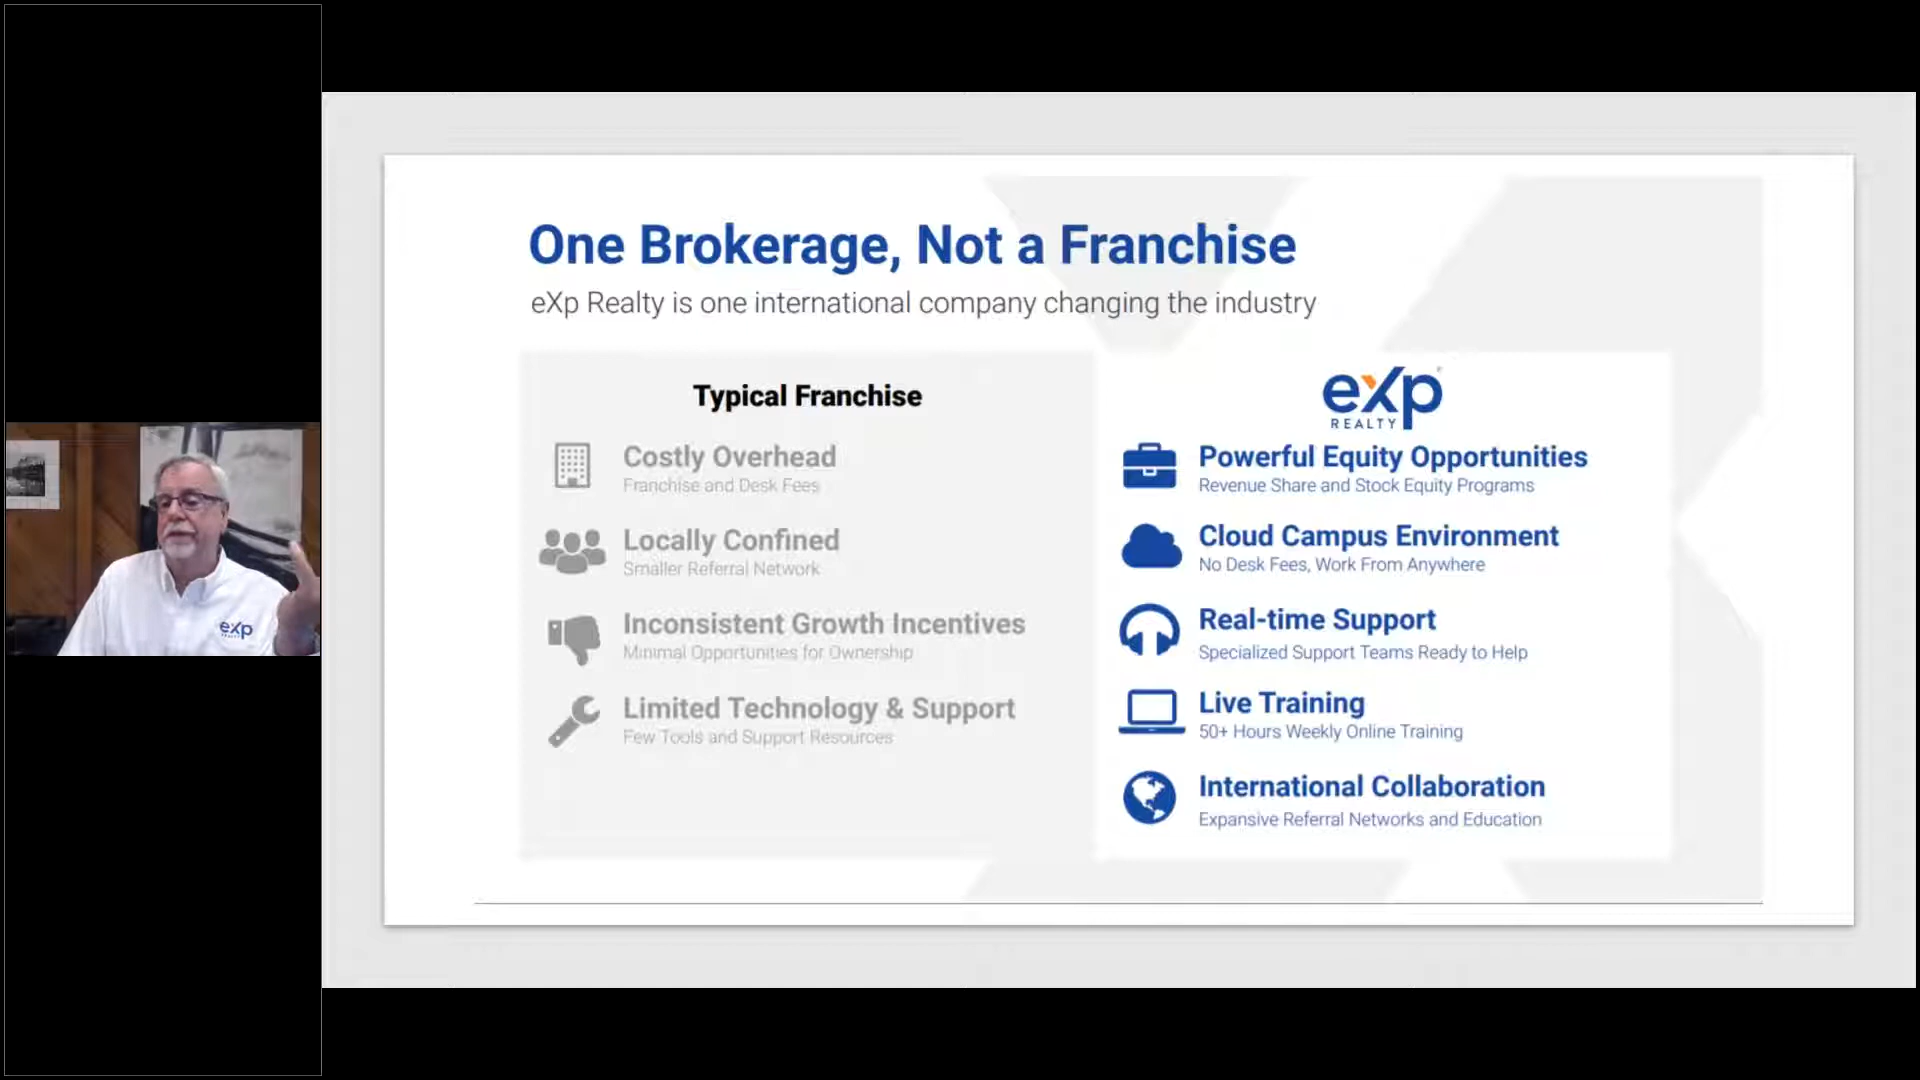 One Brokerage, Not a Franchise
eXp Realty is one international company changing the industry
Typical Franchise
Costly Overhead
Franchise and Desk Fees
Locally Confined
Smaller Referral Network
Inconsistent Growth Incentives
Minimal Opportunities for Ownership
Limited Technology & Support
Few Tools and Support Resources
eXp
REALTY
Powerful Equity Opportunities
Revenue Share and Stock Equity Programs
Cloud Campus Environment
No Desk Fees, Work From Anywhere
Real-time Support
Specialized Support Teams Ready to Help
Live Training
50+ Hours Weekly Online Training
International Collaboration
Expansive Referral Networks and Education
eXp